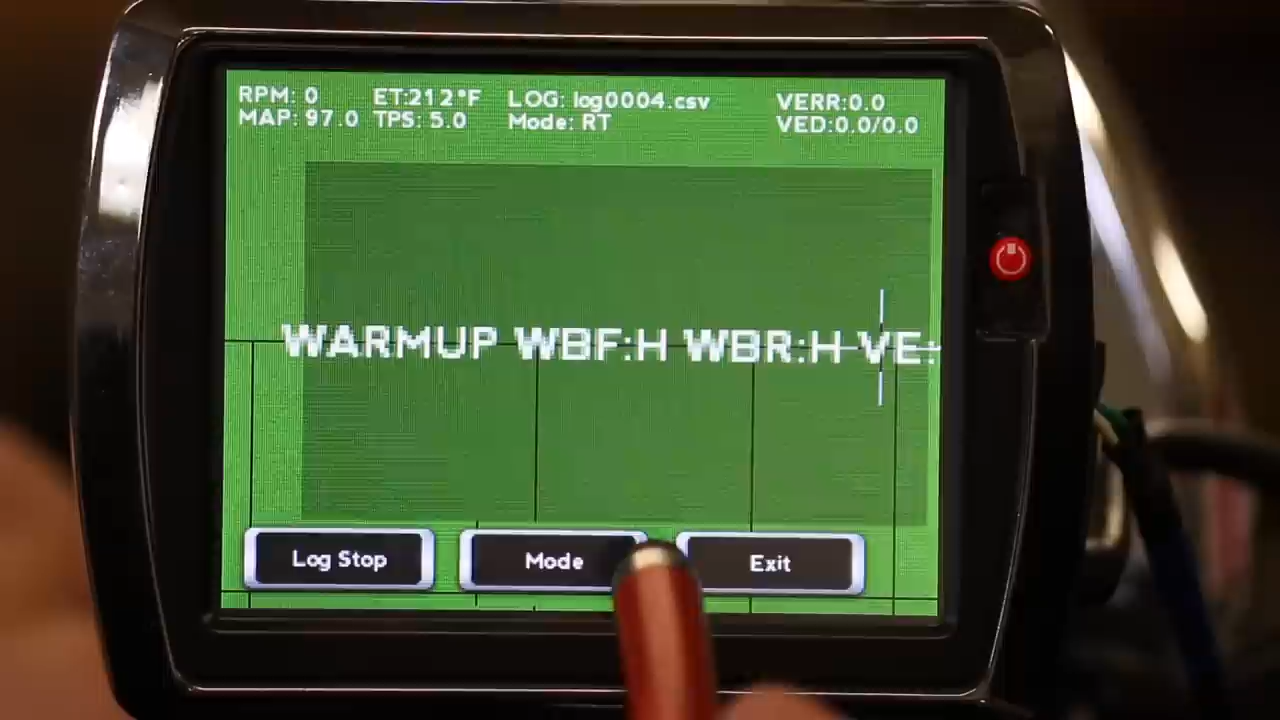 RPM: 0 ET:212°F LOG: log0004.csv VERR:0.0
MAP: 97.0 TPS: 5.0 Mode: RT VED:0.0/0.0
WARMUP WBF:H WBR:H VE:
Log Stop Mode Exit